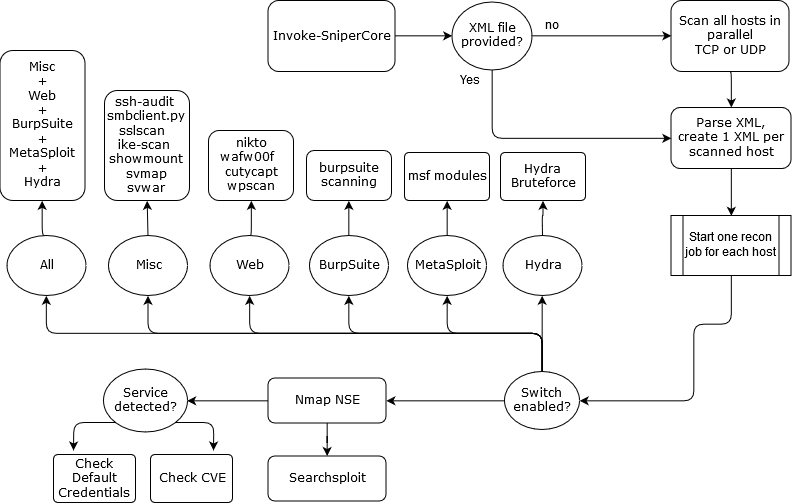 Invoke-SniperCore
XML file
provided?
no
Yes
Scan all hosts in
parallel
TCP or UDP
Parse XML,
create 1 XML per
scanned host
Start one recon
job for each host
Misc
+
Web
+
BurpSuite
+
MetaSploit
+
Hydra
ssh-audit
smbclient.py
sslscan
ike-scan
showmount
svmap
svwar
nikto
wafw00f
cutycapt
wpscan
burpsuite
scanning
msf modules
Hydra
Bruteforce
All
Misc
Web
BurpSuite
MetaSploit
Hydra
Switch
enabled?
Nmap NSE
Service
detected?
Check
Default
Credentials
Check CVE
Searchsploit